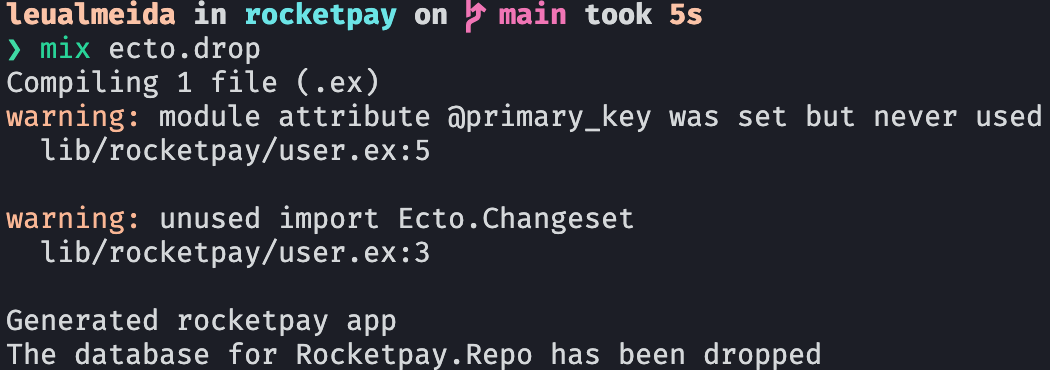 leualmeida in rocketpay on main took 5s
❯ mix ecto.drop
Compiling 1 file (.ex)
warning: module attribute @primary_key was set but never used
  lib/rocketpay/user.ex:5

warning: unused import Ecto.Changeset
  lib/rocketpay/user.ex:3

Generated rocketpay app
The database for Rocketpay.Repo has been dropped